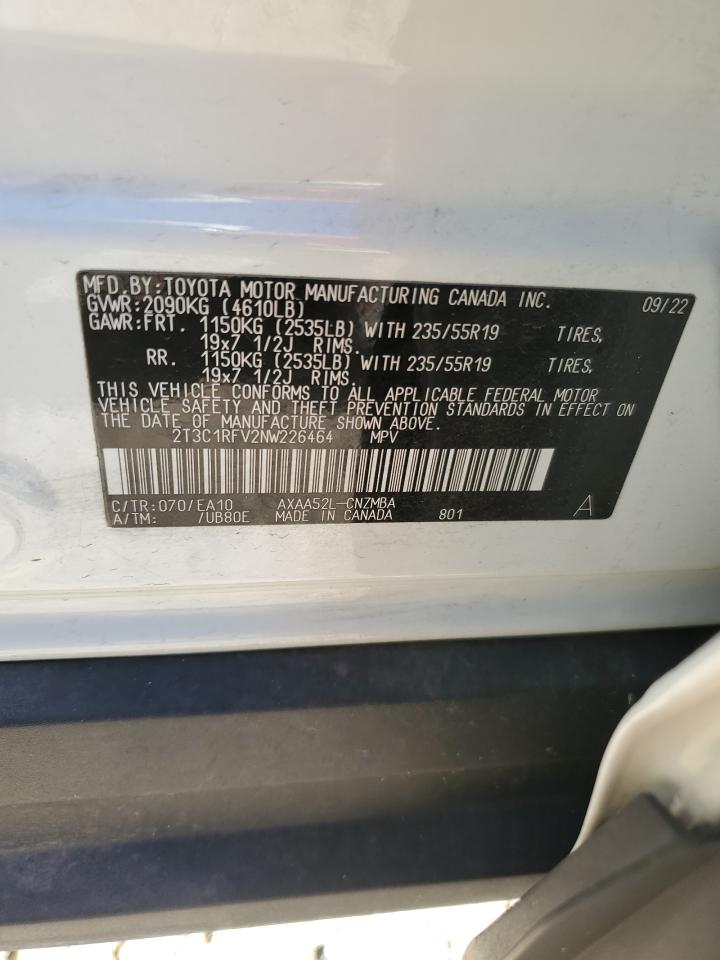 MFD.BY:TOYOTA MOTOR MANUFACTURING CANADA INC. 09/22
GVWR:2090KG (4610LB)
GAWR:FRT. 1150KG (2535LB) WITH 235/55R19 TIRES,
19x7 1/2J RIMS.
RR. 1150KG (2535LB) WITH 235/55R19 TIRES,
19x7 1/2J RIMS.
THIS VEHICLE CONFORMS TO ALL APPLICABLE FEDERAL MOTOR
VEHICLE SAFETY AND THEFT PREVENTION STANDARDS IN EFFECT ON
THE DATE OF MANUFACTURE SHOWN ABOVE.
2T3C1RFV2NW226464 MPV
C/TR:070/EA10 AXAA52L-CNZMBA
A/TM: /UB80E MADE IN CANADA 801 A